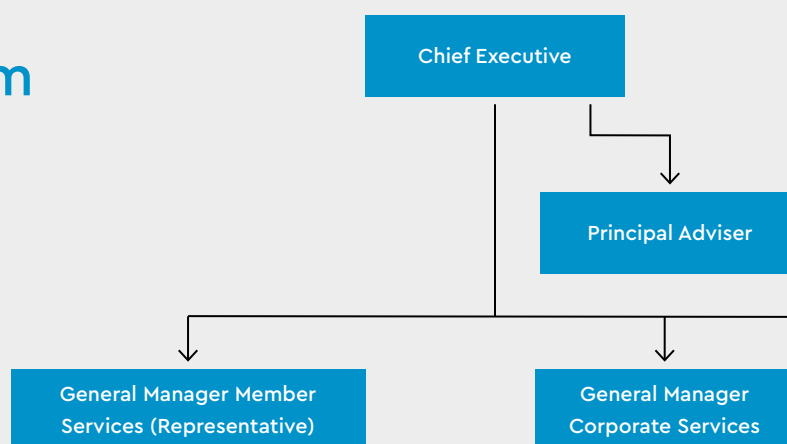 m
Chief Executive
Principal Adviser
General Manager Member
Services (Representative)
General Manager
Corporate Services